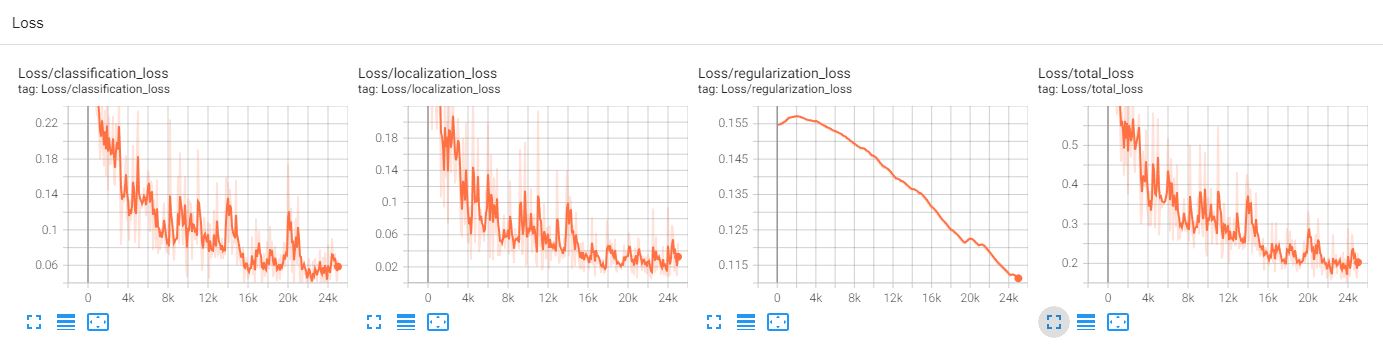 Loss
Loss/classification_loss
tag: Loss/classification_loss
0.22
0.18
0.14
0.1
0.06
0 4k 8k 12k 16k 20k 24k
Loss/localization_loss
tag: Loss/localization_loss
0.18
0.14
0.1
0.06
0.02
0 4k 8k 12k 16k 20k 24k
Loss/regularization_loss
tag: Loss/regularization_loss
0.155
0.145
0.135
0.125
0.115
0 4k 8k 12k 16k 20k 24k
Loss/total_loss
tag: Loss/total_loss
0.5
0.4
0.3
0.2
0 4k 8k 12k 16k 20k 24k